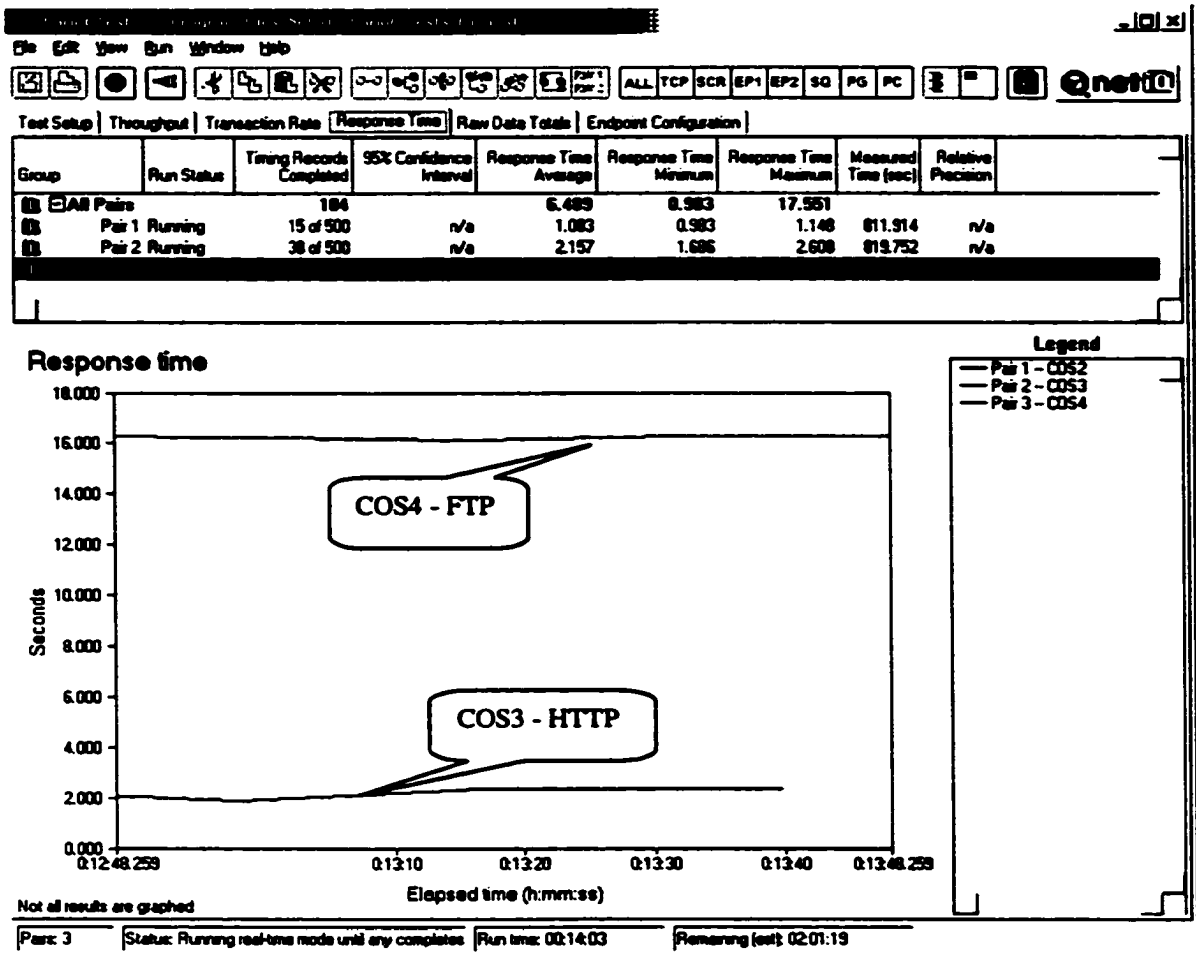 File Edit View Run Window Help
ALL TCP SCR EP1 EP2 SQ PG PC
Test Setup Throughput Transaction Rate Response Time Raw Data Totals Endpoint Configuration
Group Run Status Timing Records Completed 95% Confidence Interval Response Time Average Response Time Minimum Response Time Maximum Measured Time (sec) Relative Precision
All Pairs 184 6.489 0.983 17.551
Pair 1 Running 15 of 500 n/a 1.083 0.983 1.148 811.914 n/a
Pair 2 Running 38 of 500 n/a 2.157 1.686 2.608 819.752 n/a
Response time
Legend
Pair 1 -- COS2
Pair 2 -- COS3
Pair 3 -- COS4
18.000
16.000
14.000
12.000
10.000
8.000
6.000
4.000
2.000
0.000
Seconds
COS4 - FTP
COS3 - HTTP
0:12:48.259 0:13:10 0:13:20 0:13:30 0:13:40 0:13:48.259
Elapsed time (h:mm:ss)
Not all results are graphed
Pairs: 3 Status: Running real-time mode until any completes Run time: 00:14:03 Remaining (est): 02:01:19